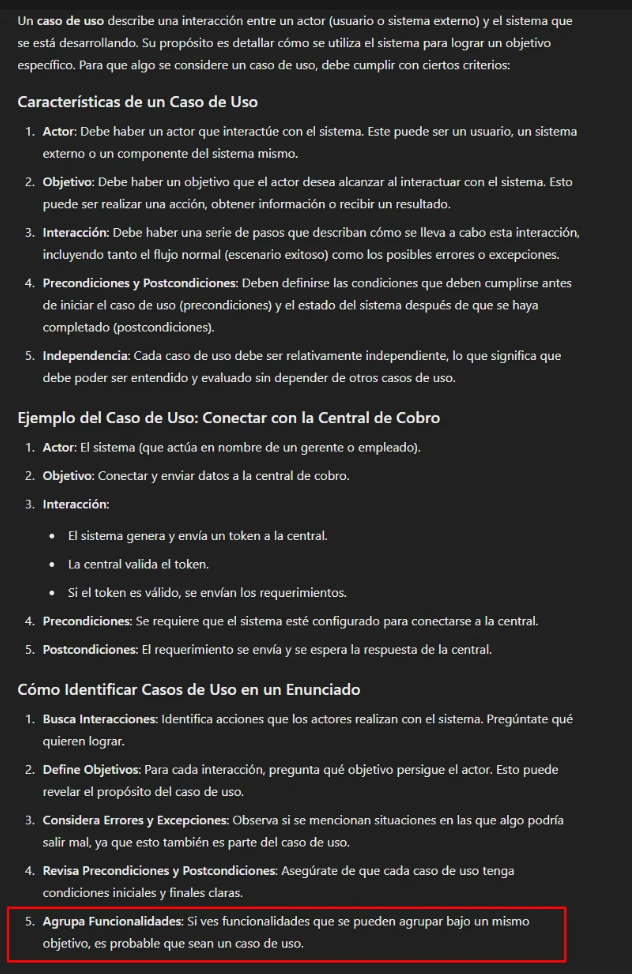 Un caso de uso describe una interacción entre un actor (usuario o sistema externo) y el sistema que
se está desarrollando. Su propósito es detallar cómo se utiliza el sistema para lograr un objetivo
específico. Para que algo se considere un caso de uso, debe cumplir con ciertos criterios:
Características de un Caso de Uso
1. Actor: Debe haber un actor que interactúe con el sistema. Este puede ser un usuario, un sistema
externo o un componente del sistema mismo.
2. Objetivo: Debe haber un objetivo que el actor desea alcanzar al interactuar con el sistema. Esto
puede ser realizar una acción, obtener información o recibir un resultado.
3. Interacción: Debe haber una serie de pasos que describan cómo se lleva a cabo esta interacción,
incluyendo tanto el flujo normal (escenario exitoso) como los posibles errores o excepciones.
4. Precondiciones y Postcondiciones: Deben definirse las condiciones que deben cumplirse antes
de iniciar el caso de uso (precondiciones) y el estado del sistema después de que se haya
completado (postcondiciones).
5. Independencia: Cada caso de uso debe ser relativamente independiente, lo que significa que
debe poder ser entendido y evaluado sin depender de otros casos de uso.
Ejemplo del Caso de Uso: Conectar con la Central de Cobro
1. Actor: El sistema (que actúa en nombre de un gerente o empleado).
2. Objetivo: Conectar y enviar datos a la central de cobro.
3. Interacción:
• El sistema genera y envía un token a la central.
• La central valida el token.
• Si el token es válido, se envían los requerimientos.
4. Precondiciones: Se requiere que el sistema esté configurado para conectarse a la central.
5. Postcondiciones: El requerimiento se envía y se espera la respuesta de la central.
Cómo Identificar Casos de Uso en un Enunciado
1. Busca Interacciones: Identifica acciones que los actores realizan con el sistema. Pregúntate qué
quieren lograr.
2. Define Objetivos: Para cada interacción, pregunta qué objetivo persigue el actor. Esto puede
revelar el propósito del caso de uso.
3. Considera Errores y Excepciones: Observa si se mencionan situaciones en las que algo podría
salir mal, ya que esto también es parte del caso de uso.
4. Revisa Precondiciones y Postcondiciones: Asegúrate de que cada caso de uso tenga
condiciones iniciales y finales claras.
5. Agrupa Funcionalidades: Si ves funcionalidades que se pueden agrupar bajo un mismo
objetivo, es probable que sean un caso de uso.